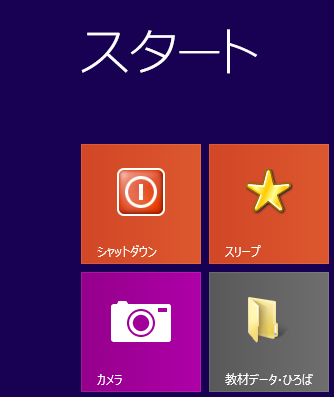 スタート
シャットダウン
スリープ
カメラ
教材データ・ひろば